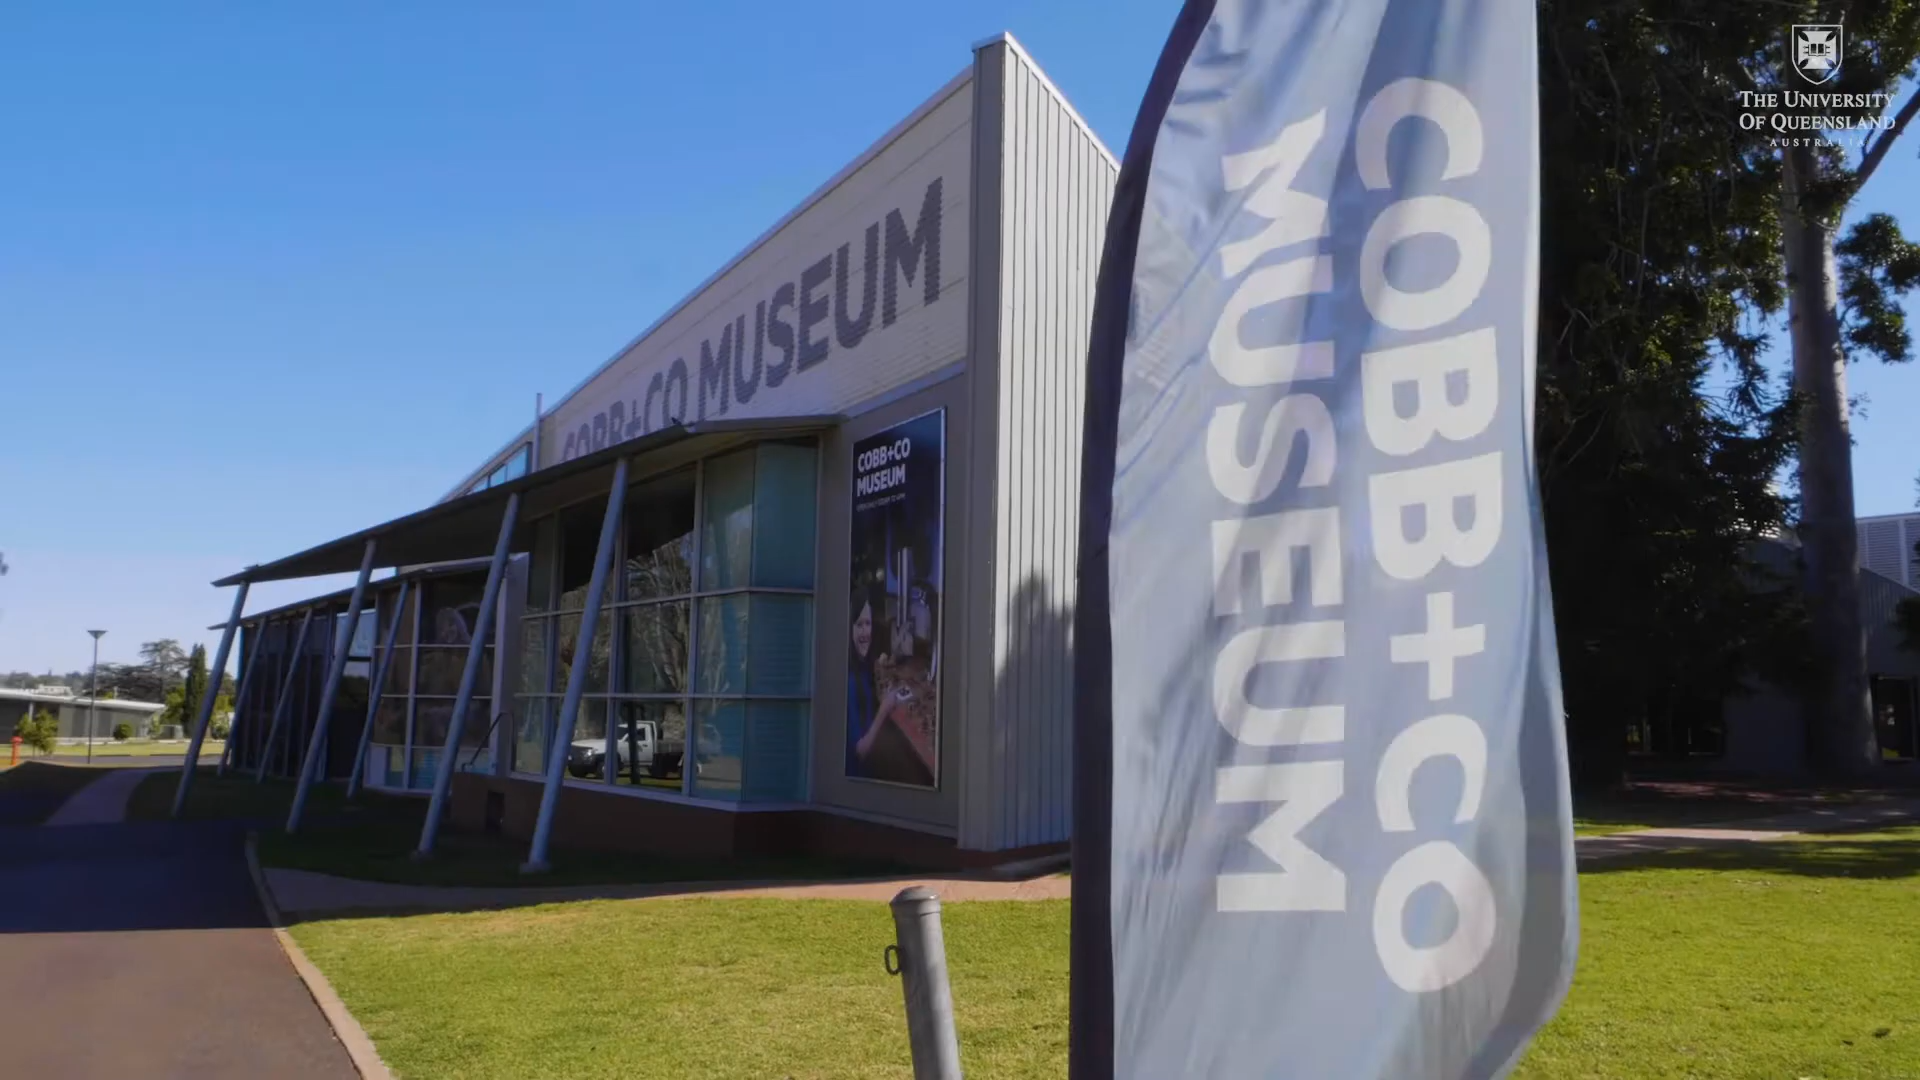 THE UNIVERSITY
OF QUEENSLAND
AUSTRALIA
COBB+CO MUSEUM
COBB+CO
MUSEUM
COBB+CO
MUSEUM